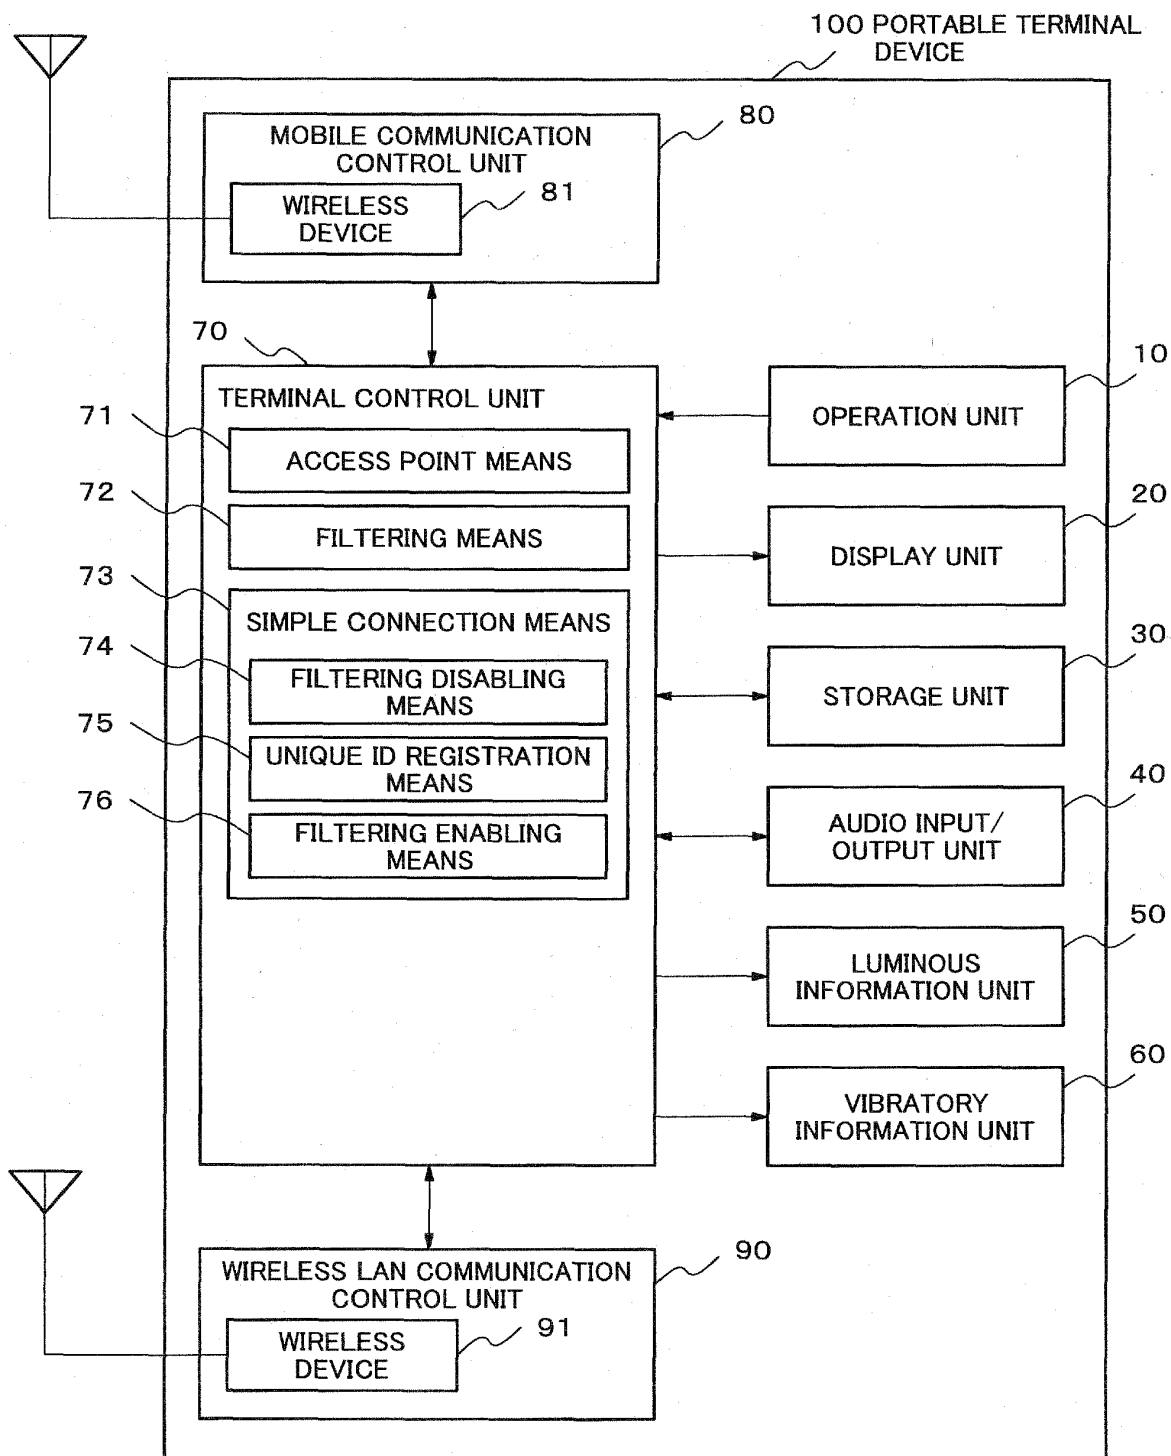 100 PORTABLE TERMINAL
DEVICE
80
MOBILE COMMUNICATION
CONTROL UNIT
81
WIRELESS
DEVICE
70
TERMINAL CONTROL UNIT
71
ACCESS POINT MEANS
72
FILTERING MEANS
73
SIMPLE CONNECTION MEANS
74
FILTERING DISABLING
MEANS
75
UNIQUE ID REGISTRATION
MEANS
76
FILTERING ENABLING
MEANS
10
OPERATION UNIT
20
DISPLAY UNIT
30
STORAGE UNIT
40
AUDIO INPUT/
OUTPUT UNIT
50
LUMINOUS
INFORMATION UNIT
60
VIBRATORY
INFORMATION UNIT
90
WIRELESS LAN COMMUNICATION
CONTROL UNIT
91
WIRELESS
DEVICE